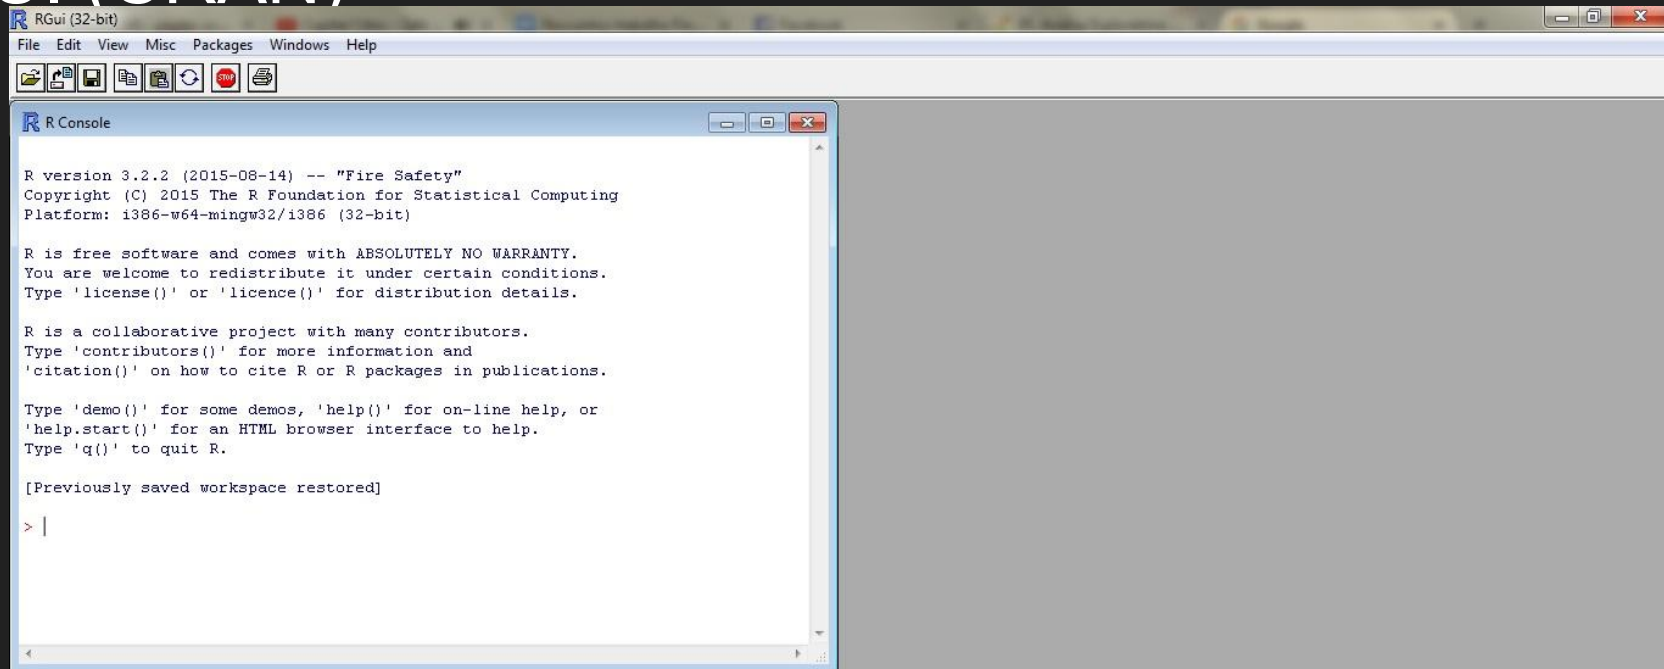 (CRAN)
RGui (32-bit)
File Edit View Misc Packages Windows Help
STOP
R Console
R version 3.2.2 (2015-08-14) -- "Fire Safety"
Copyright (C) 2015 The R Foundation for Statistical Computing
Platform: i386-w64-mingw32/i386 (32-bit)
R is free software and comes with ABSOLUTELY NO WARRANTY.
You are welcome to redistribute it under certain conditions.
Type 'license()' or 'licence()' for distribution details.
R is a collaborative project with many contributors.
Type 'contributors()' for more information and
'citation()' on how to cite R or R packages in publications.
Type 'demo()' for some demos, 'help()' for on-line help, or
'help.start()' for an HTML browser interface to help.
Type 'q()' to quit R.
[Previously saved workspace restored]
>